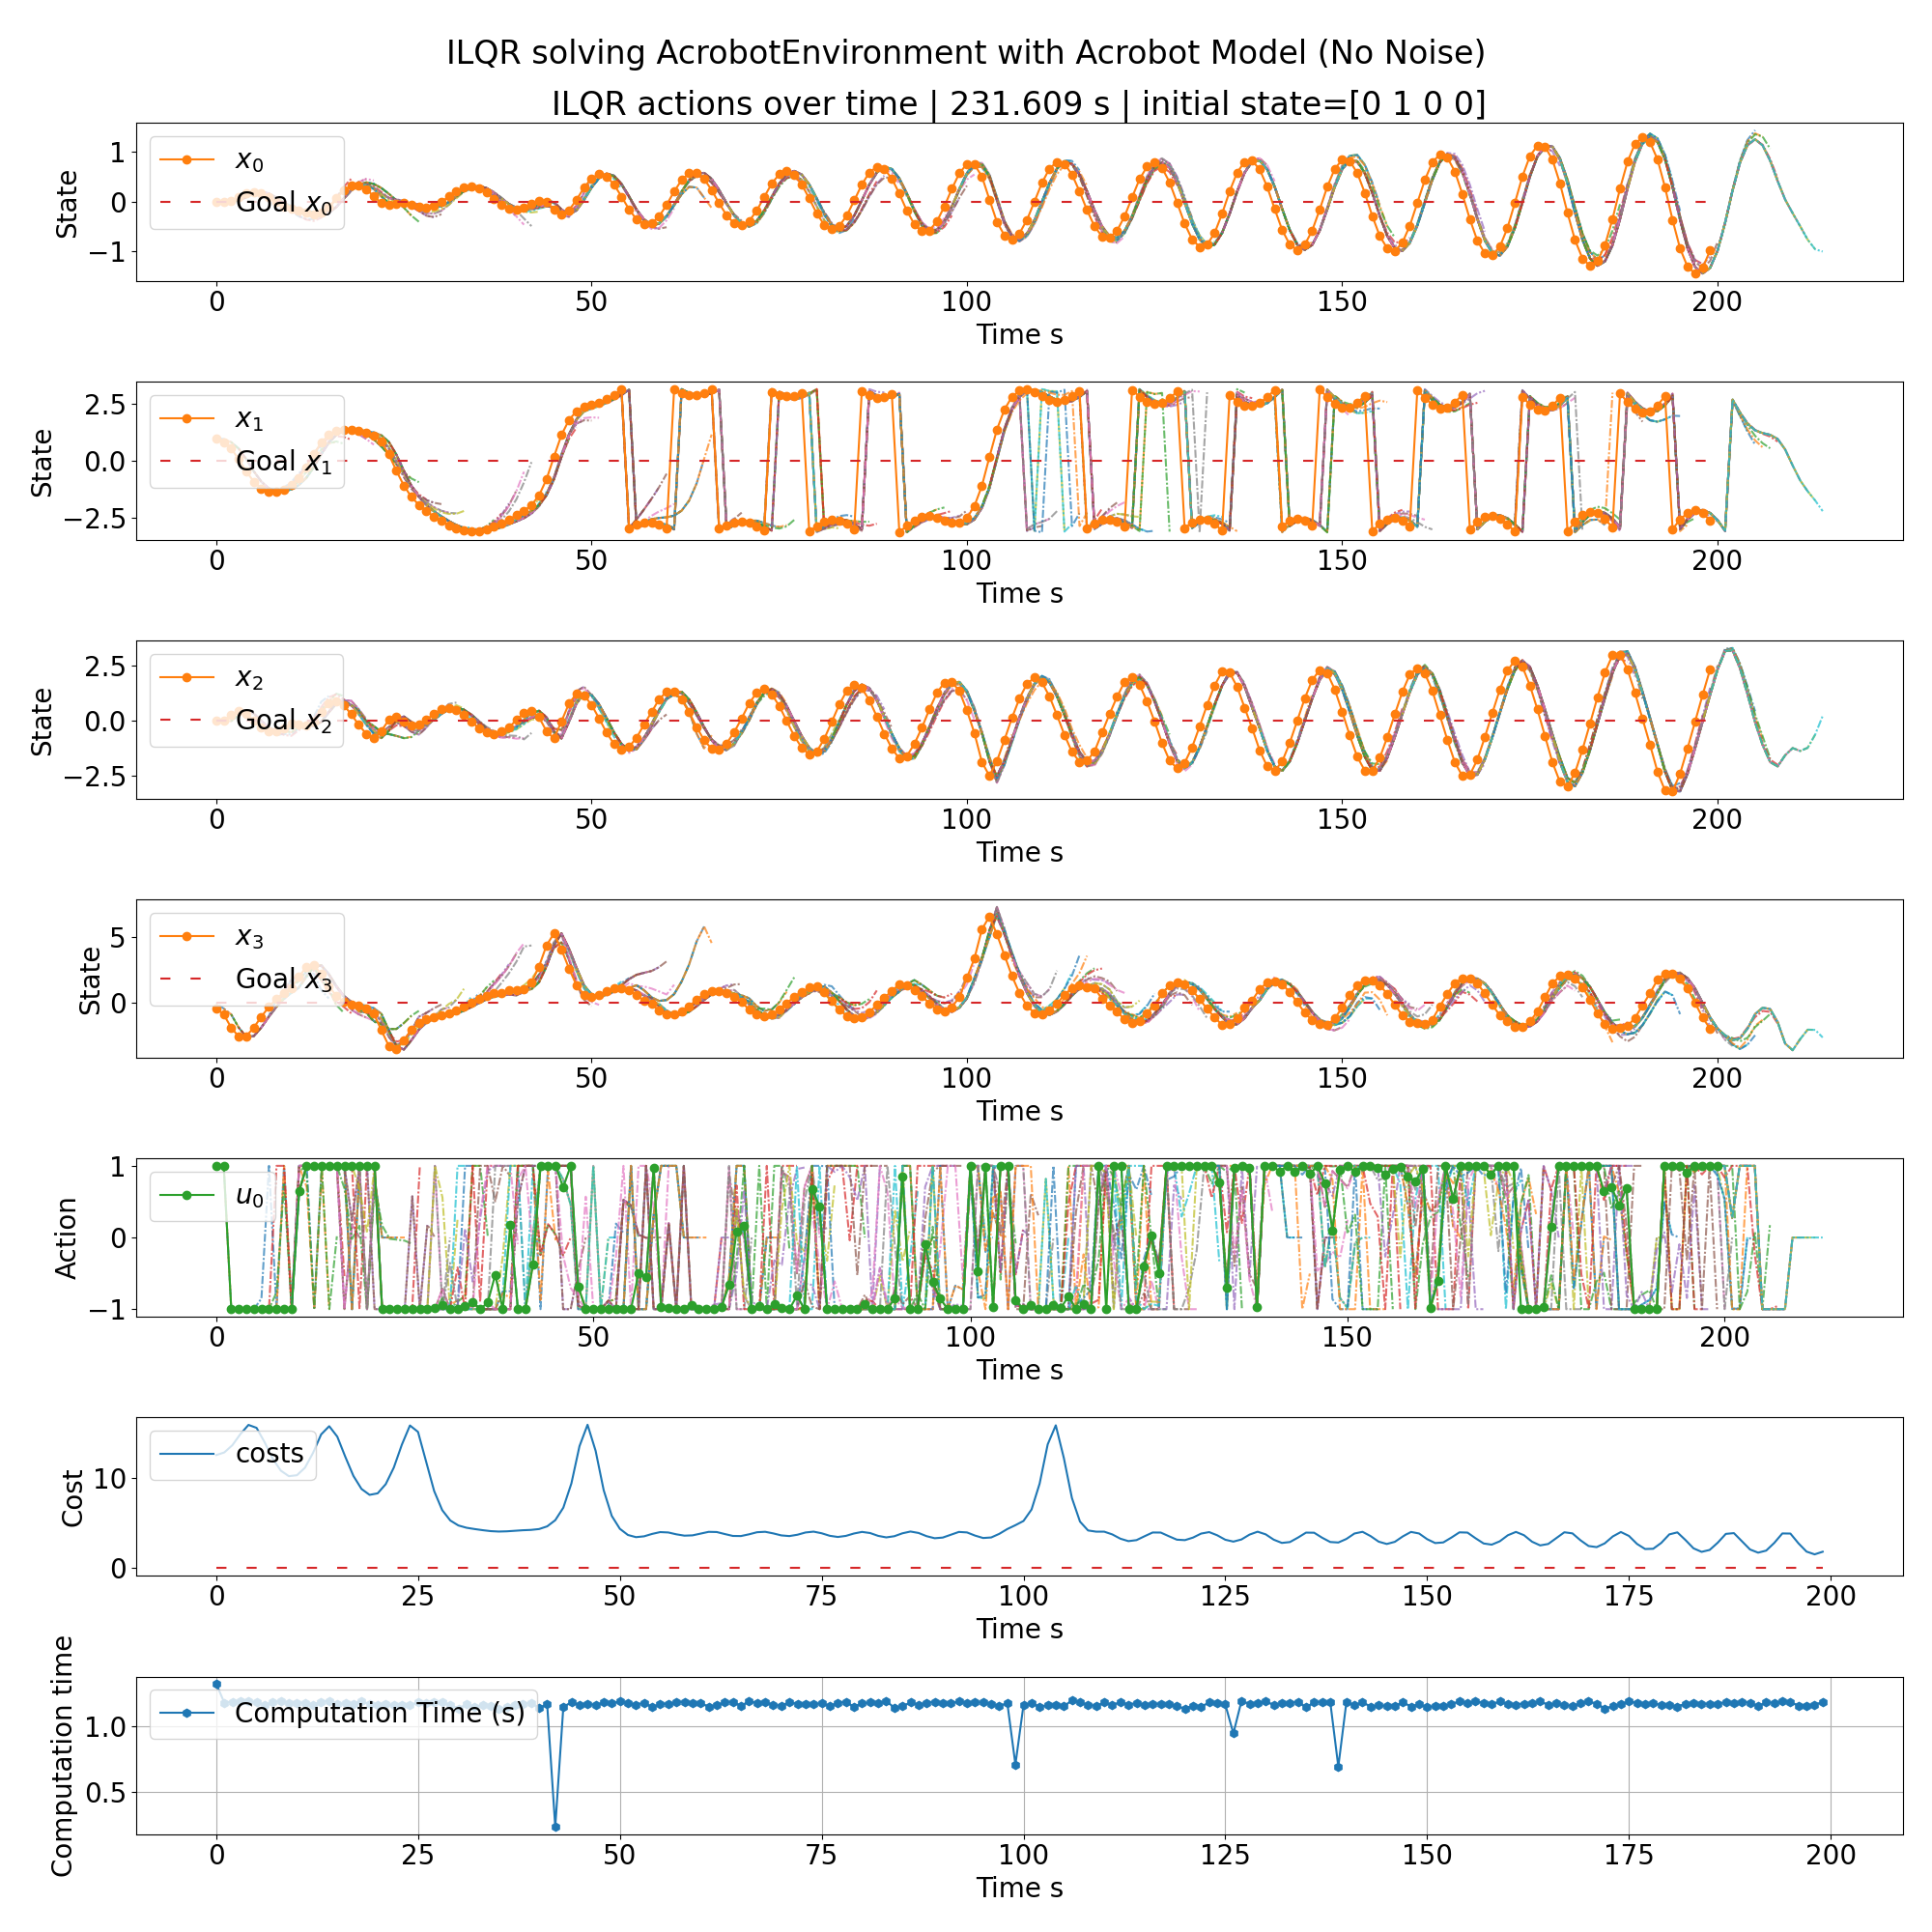 ILQR solving AcrobotEnvironment with Acrobot Model (No Noise)
ILQR actions over time | 231.609 s | initial state=[0 1 0 0]
State
1
0
−1
x₀
Goal x₀
0 50 100 150 200
Time s
State
2.5
0.0
−2.5
x₁
Goal x₁
0 50 100 150 200
Time s
State
2.5
0.0
−2.5
x₂
Goal x₂
0 50 100 150 200
Time s
State
5
0
x₃
Goal x₃
0 50 100 150 200
Time s
Action
1
0
−1
u₀
0 50 100 150 200
Time s
Cost
10
0
costs
0 25 50 75 100 125 150 175 200
Time s
Computation time
1.0
0.5
Computation Time (s)
0 25 50 75 100 125 150 175 200
Time s